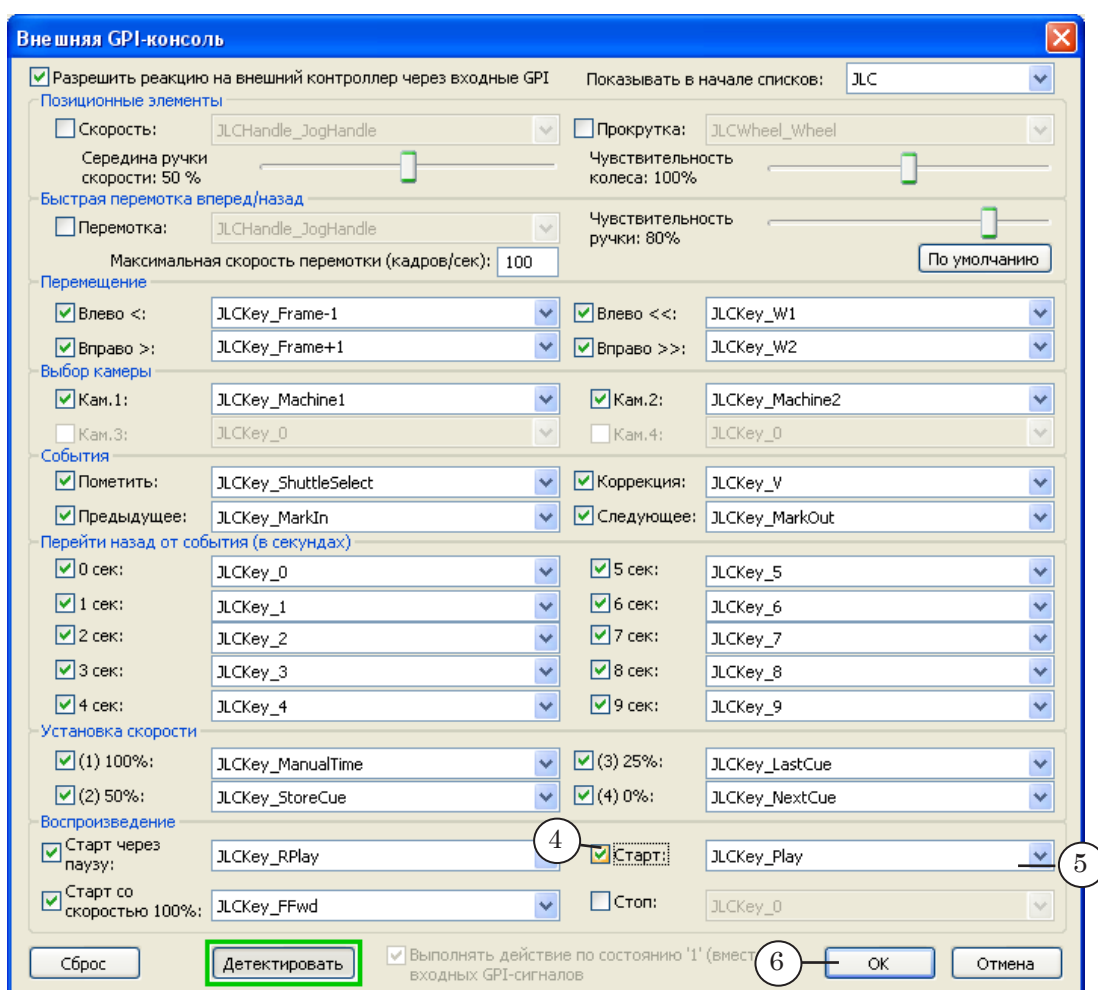 Внешняя GPI-консоль
Разрешить реакцию на внешний контроллер через входные GPI Показывать в начале списков: JLC
Позиционные элементы
Скорость: JLCHandle_JogHandle Прокрутка: JLCWheel_Wheel
Середина ручки Чувствительность
скорости: 50 % колеса: 100%
Быстрая перемотка вперед/назад
Перемотка: JLCHandle_JogHandle Чувствительность
ручки: 80%
Максимальная скорость перемотки (кадров/сек): 100 По умолчанию
Перемещение
Влево <: JLCKey_Frame-1 Влево <<: JLCKey_W1
Вправо >: JLCKey_Frame+1 Вправо >>: JLCKey_W2
Выбор камеры
Кам.1: JLCKey_Machine1 Кам.2: JLCKey_Machine2
Кам.3: JLCKey_0 Кам.4: JLCKey_0
События
Пометить: JLCKey_ShuttleSelect Коррекция: JLCKey_V
Предыдущее: JLCKey_MarkIn Следующее: JLCKey_MarkOut
Перейти назад от события (в секундах)
0 сек: JLCKey_0 5 сек: JLCKey_5
1 сек: JLCKey_1 6 сек: JLCKey_6
2 сек: JLCKey_2 7 сек: JLCKey_7
3 сек: JLCKey_3 8 сек: JLCKey_8
4 сек: JLCKey_4 9 сек: JLCKey_9
Установка скорости
(1) 100%: JLCKey_ManualTime (3) 25%: JLCKey_LastCue
(2) 50%: JLCKey_StoreCue (4) 0%: JLCKey_NextCue
Воспроизведение
Старт через
паузу: JLCKey_RPlay 4 Старт: JLCKey_Play 5
Старт со
скоростью 100%: JLCKey_FFwd Стоп: JLCKey_0
Сброс Детектировать Выполнять действие по состоянию '1' 6 OK Отмена
входных GPI-сигналов